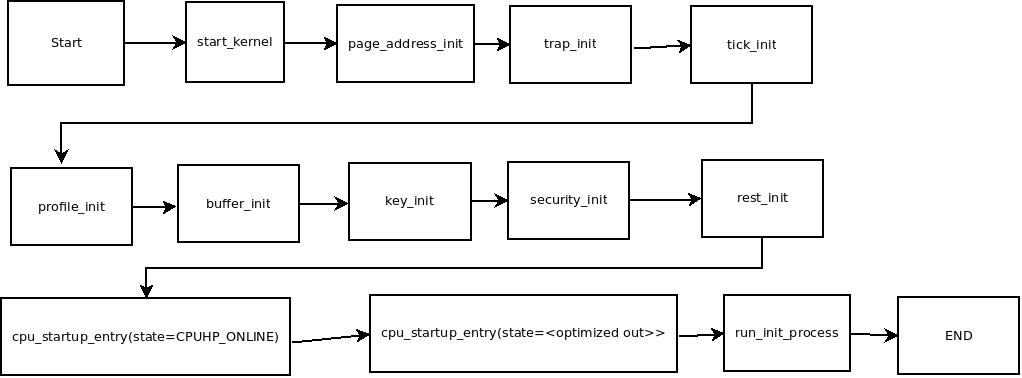 Start
start_kernel
page_address_init
trap_init
tick_init
profile_init
buffer_init
key_init
security_init
rest_init
cpu_startup_entry(state=CPUHP_ONLINE)
cpu_startup_entry(state=<optimized out>>
run_init_process
END